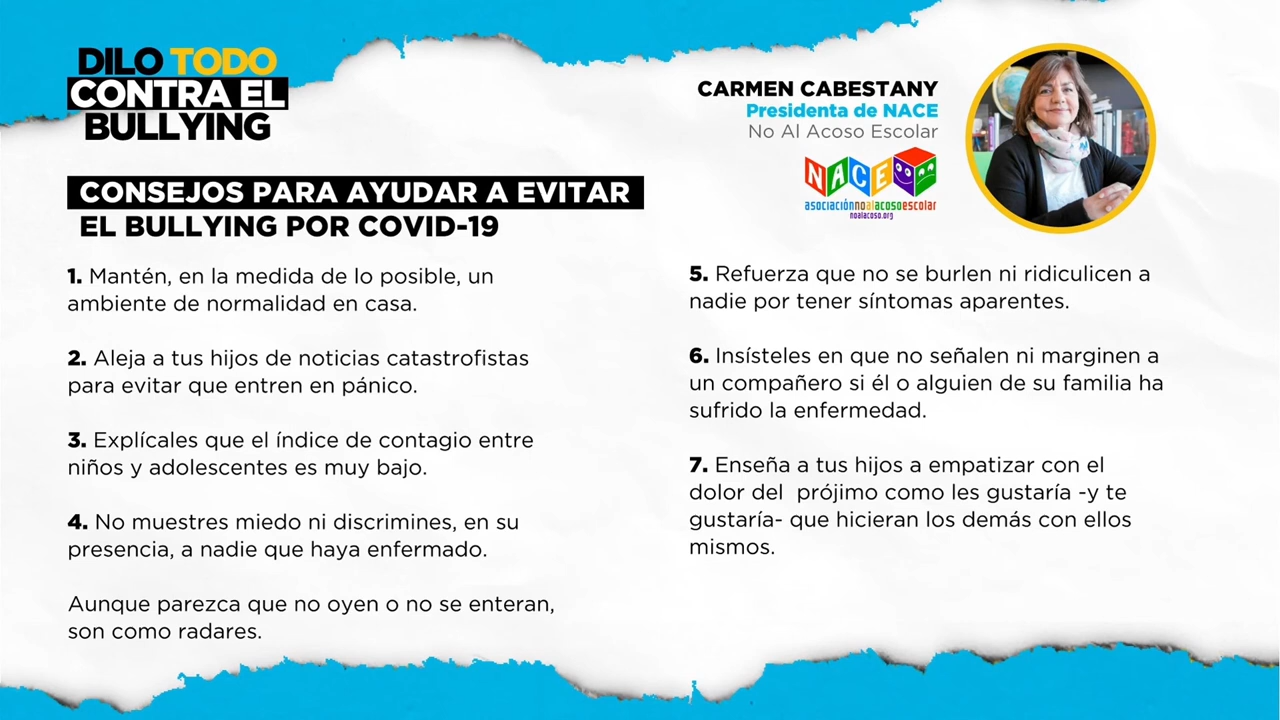 DILO TODO
CONTRA EL
BULLYING
CARMEN CABESTANY
Presidenta de NACE
No Al Acoso Escolar
NACE
asociaciónnoalacosoescolar
noalacoso.org
CONSEJOS PARA AYUDAR A EVITAR
EL BULLYING POR COVID-19
1. Mantén, en la medida de lo posible, un
ambiente de normalidad en casa.
2. Aleja a tus hijos de noticias catastrofistas
para evitar que entren en pánico.
3. Explícales que el índice de contagio entre
niños y adolescentes es muy bajo.
4. No muestres miedo ni discrimines, en su
presencia, a nadie que haya enfermado.
Aunque parezca que no oyen o no se enteran,
son como radares.
5. Refuerza que no se burlen ni ridiculicen a
nadie por tener síntomas aparentes.
6. Insísteles en que no señalen ni marginen a
un compañero si él o alguien de su familia ha
sufrido la enfermedad.
7. Enseña a tus hijos a empatizar con el
dolor del  prójimo como les gustaría -y te
gustaría- que hicieran los demás con ellos
mismos.